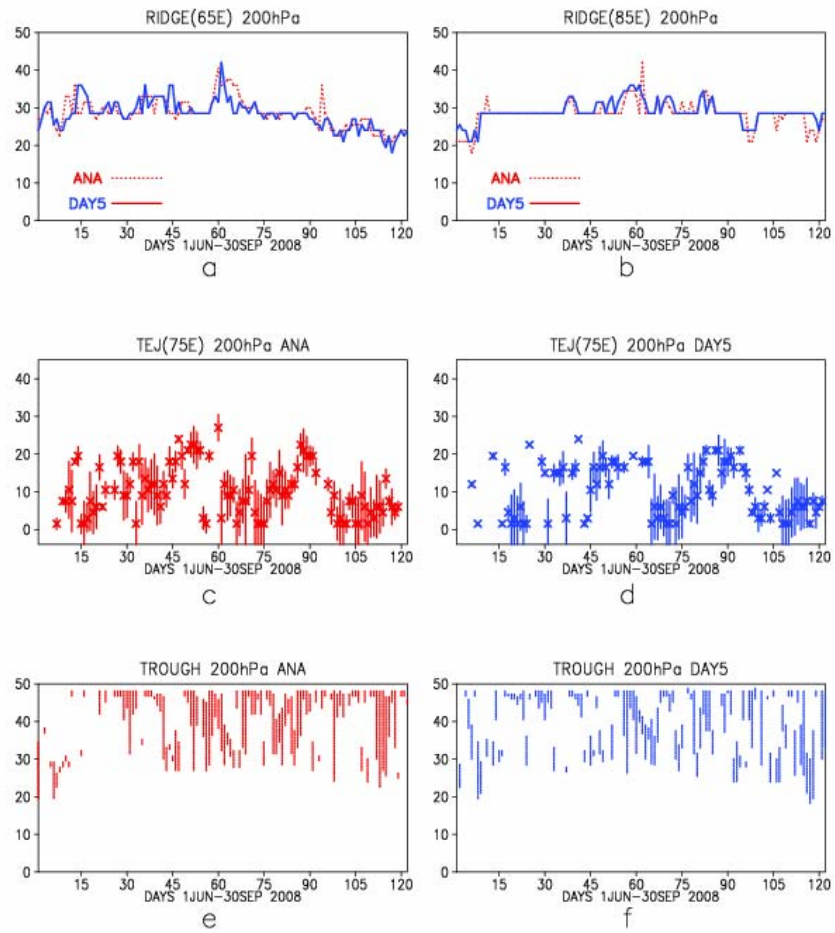 RIDGE(65E) 200hPa
50
40
30
20
10
0
ANA
DAY5
15 30 45 60 75 90 105 120
DAYS 1JUN-30SEP 2008
a
RIDGE(85E) 200hPa
50
40
30
20
10
0
ANA
DAY5
15 30 45 60 75 90 105 120
DAYS 1JUN-30SEP 2008
b
TEJ(75E) 200hPa ANA
40
30
20
10
0
15 30 45 60 75 90 105 120
DAYS 1JUN-30SEP 2008
c
TEJ(75E) 200hPa DAY5
40
30
20
10
0
15 30 45 60 75 90 105 120
DAYS 1JUN-30SEP 2008
d
TROUGH 200hPa ANA
50
40
30
20
10
0
15 30 45 60 75 90 105 120
DAYS 1JUN-30SEP 2008
e
TROUGH 200hPa DAY5
50
40
30
20
10
0
15 30 45 60 75 90 105 120
DAYS 1JUN-30SEP 2008
f